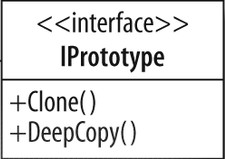 <<interface>>
IPrototype
+Clone()
+DeepCopy()